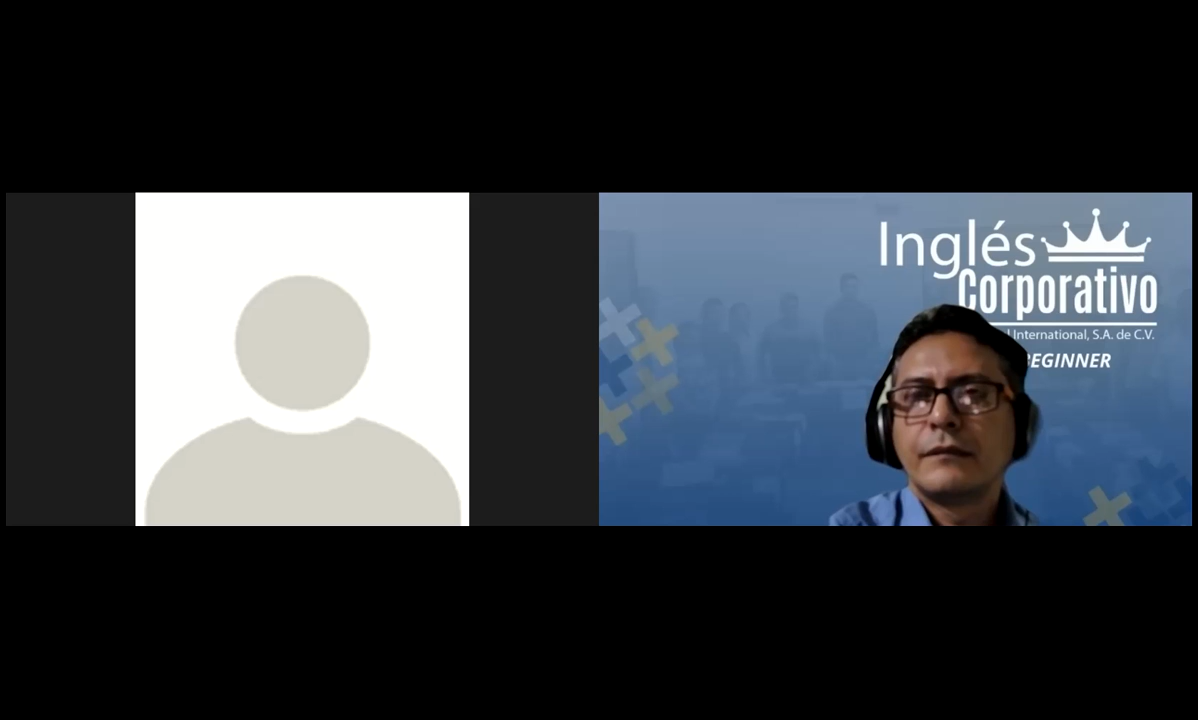 Inglés
Corporativo
International, S.A. de C.V.
BEGINNER